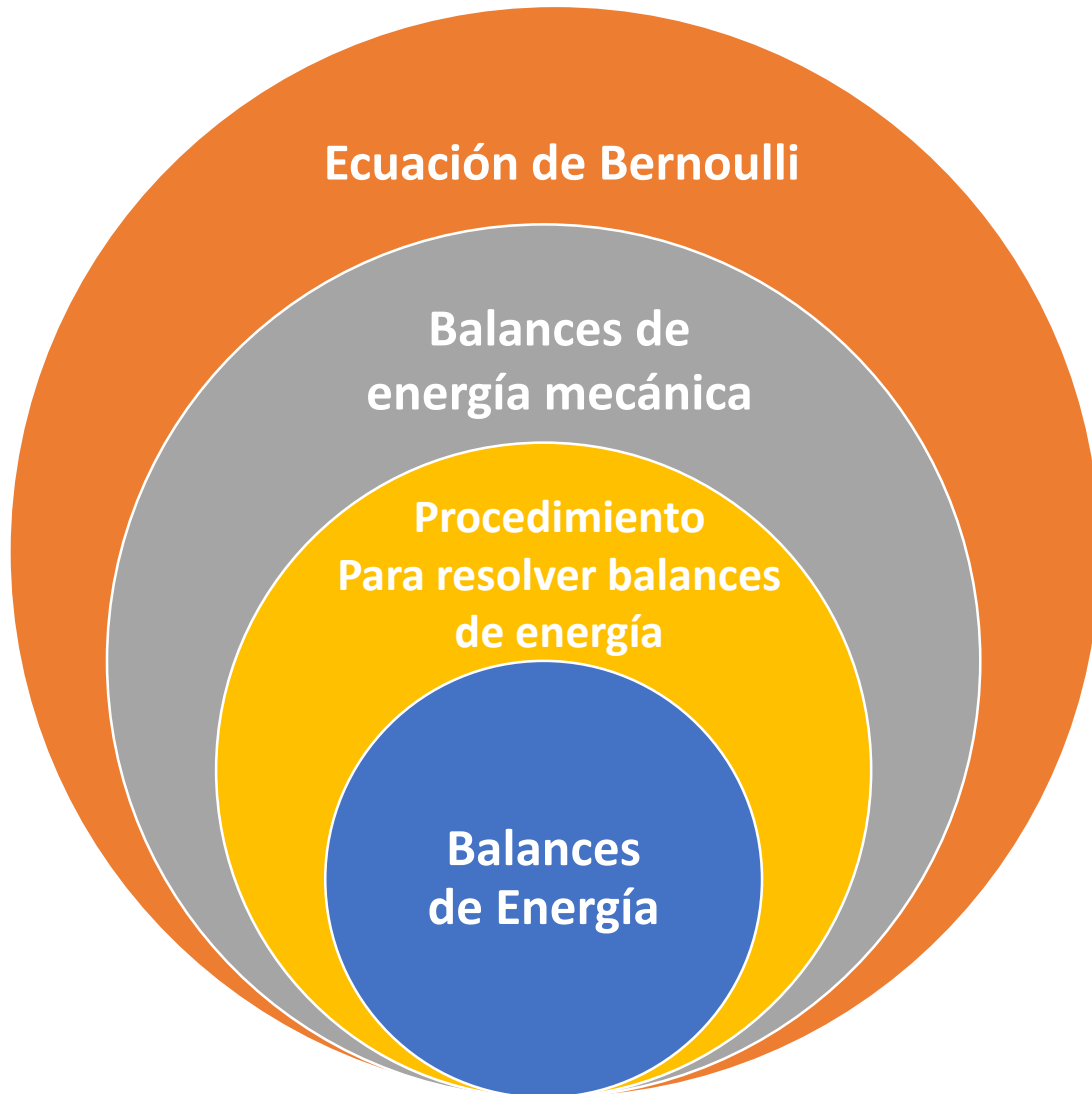 Ecuación de Bernoulli
Balances de
energía mecánica
Procedimiento
Para resolver balances
de energía
Balances
de Energía